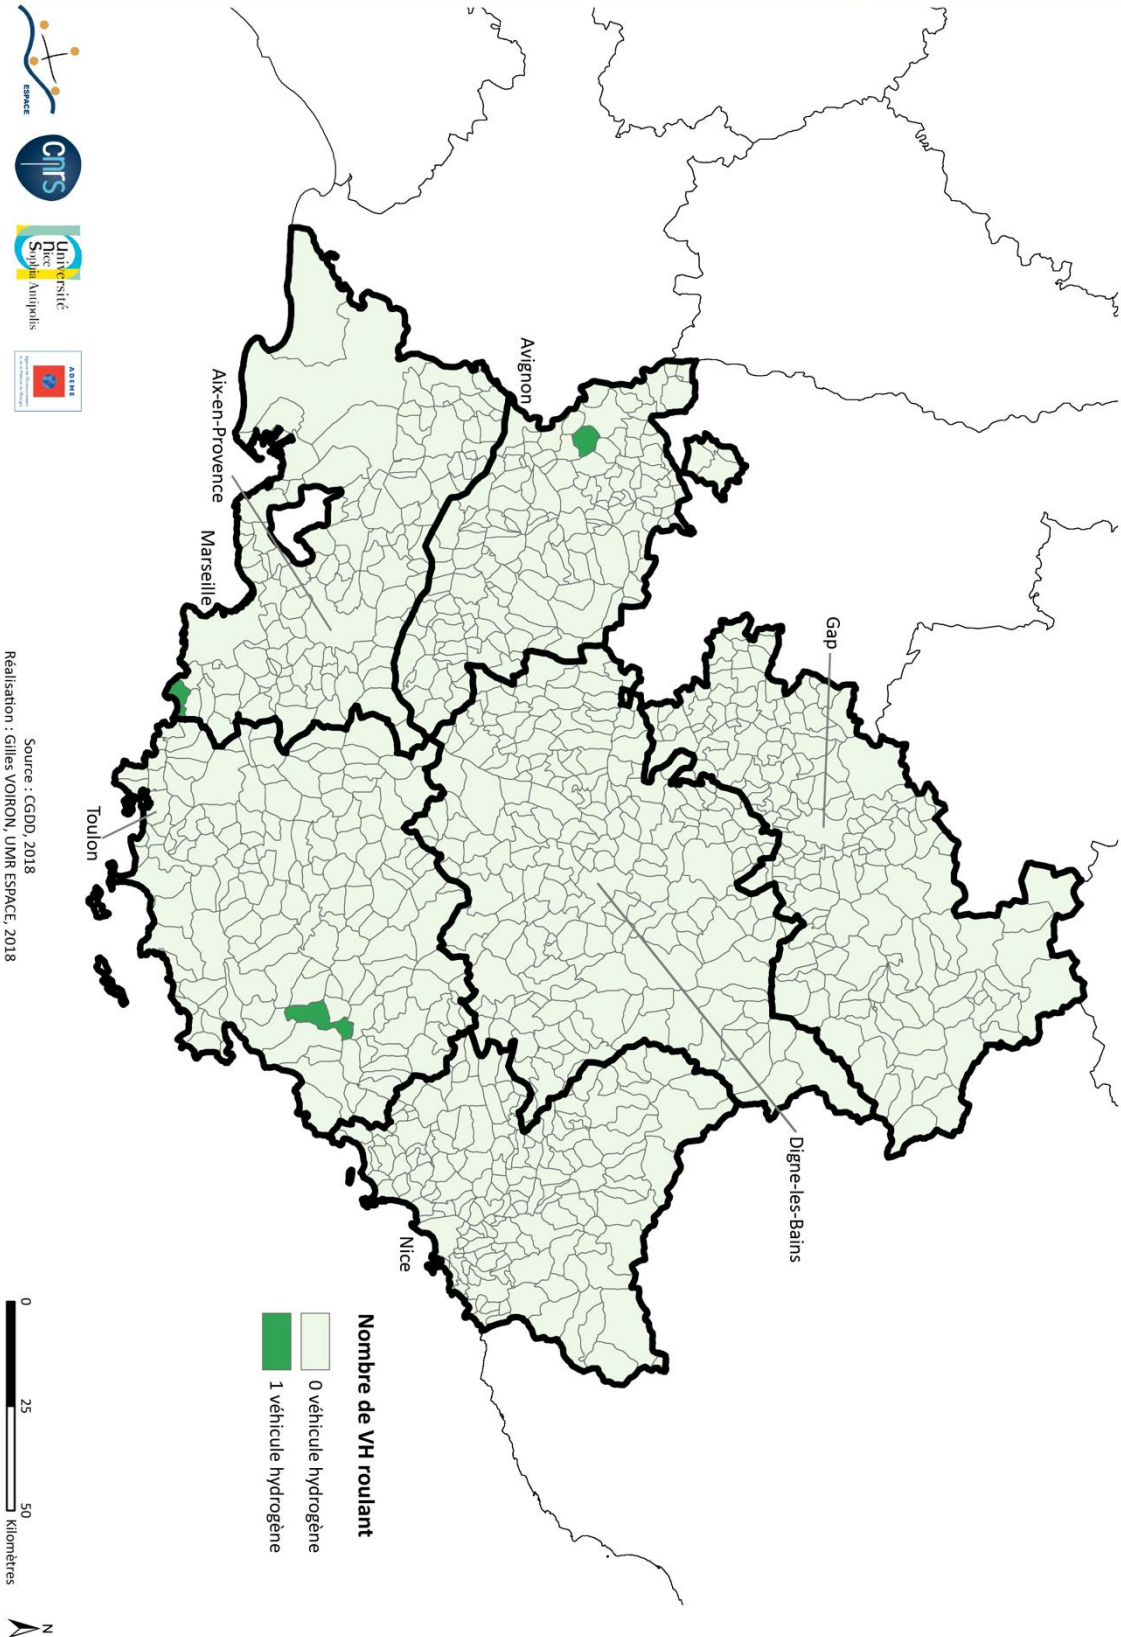 Gap
Avignon
Digne-les-Bains
Aix-en-Provence
Marseille
Nice
Toulon
Nombre de VH roulant
0 véhicule hydrogène
1 véhicule hydrogène
ESPACE
cnrs
Université
nice
Sophia Antipolis
ADEME
Source : CGDD, 2018
Réalisation : Gilles VOIRON, UMR ESPACE, 2018
0 25 50 Kilomètres
N